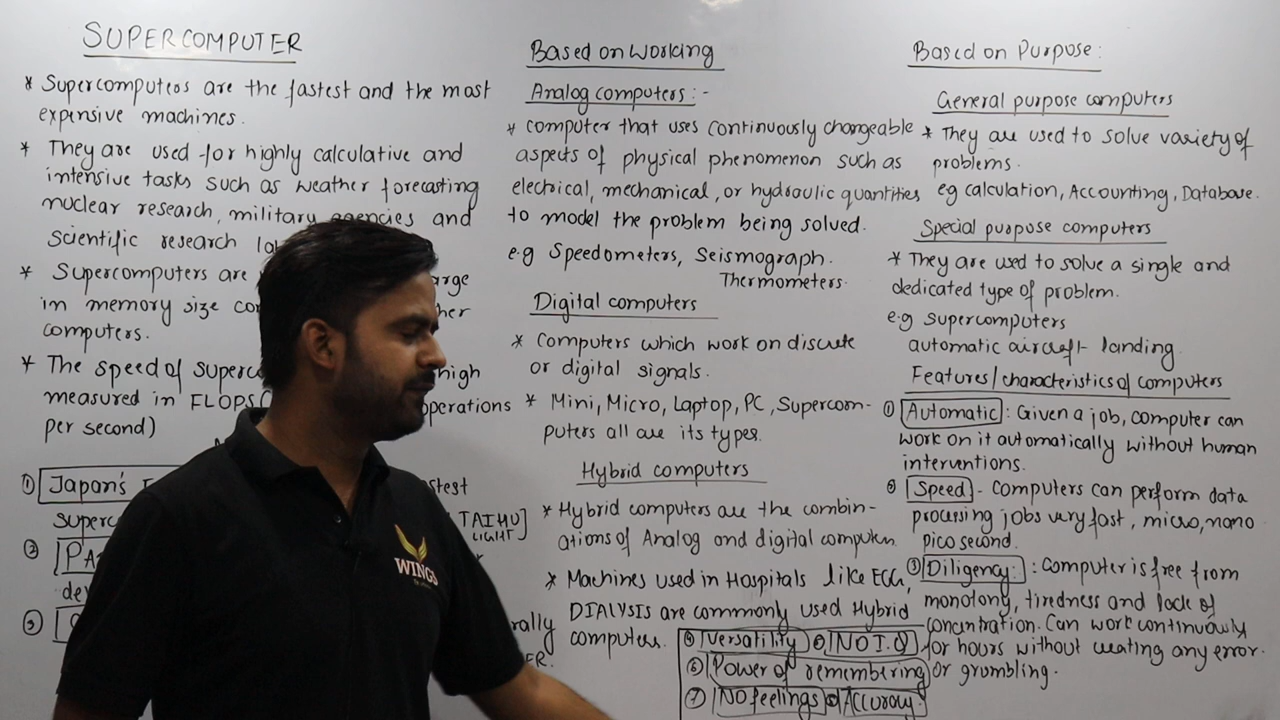 SUPERCOMPUTER
* Supercomputers are the fastest and the most
expensive machines.
* They are used for highly calculative and
intensive tasks such as weather forecasting
nuclear research, military agencies and
scientific research
* Supercomputers are
in memory size
computers.
* The speed of high
measured in FLOPS operations
per second)
① Japan's
② 
③ 
TAIHU
LIGHT]
Based on working
Analog computers:-
* computer that uses continuously changeable
aspects of physical phenomenon such as
electrical, mechanical, or hydraulic quantities
to model the problem being solved.
e.g Speedometers, Seismograph.
Thermometers.
Digital computers
* Computers which work on discrete
or digital signals.
* Mini, Micro, Laptop, PC, Supercom-
puters all are its types.
Hybrid computers
* Hybrid computers are the combin-
ations of Analog and digital computers.
* Machines used in Hospitals like ECG,
DIALYSIS are commonly used Hybrid
computers.
Based on Purpose:
General purpose computers
* They are used to solve variety of
problems.
eg calculation, Accounting, Database.
Special purpose computers
* They are used to solve a single and
dedicated type of problem.
e.g supercomputers
automatic aircraft landing.
Features/characteristics of computers
① Automatic: Given a job, computer can
work on it automatically without human
interventions.
② Speed - Computers can perform data
processing jobs very fast, micro, nano
pico second.
③ Diligency: : Computer is free from
monotony, tiredness and lack of
concentration. Can work continuously
for hours without creating any error.
or grumbling.
④ Versatility ⑤ NO I.Q
⑥ Power of remembering
⑦ NO feelings ⑧ Accuracy.
WINGS